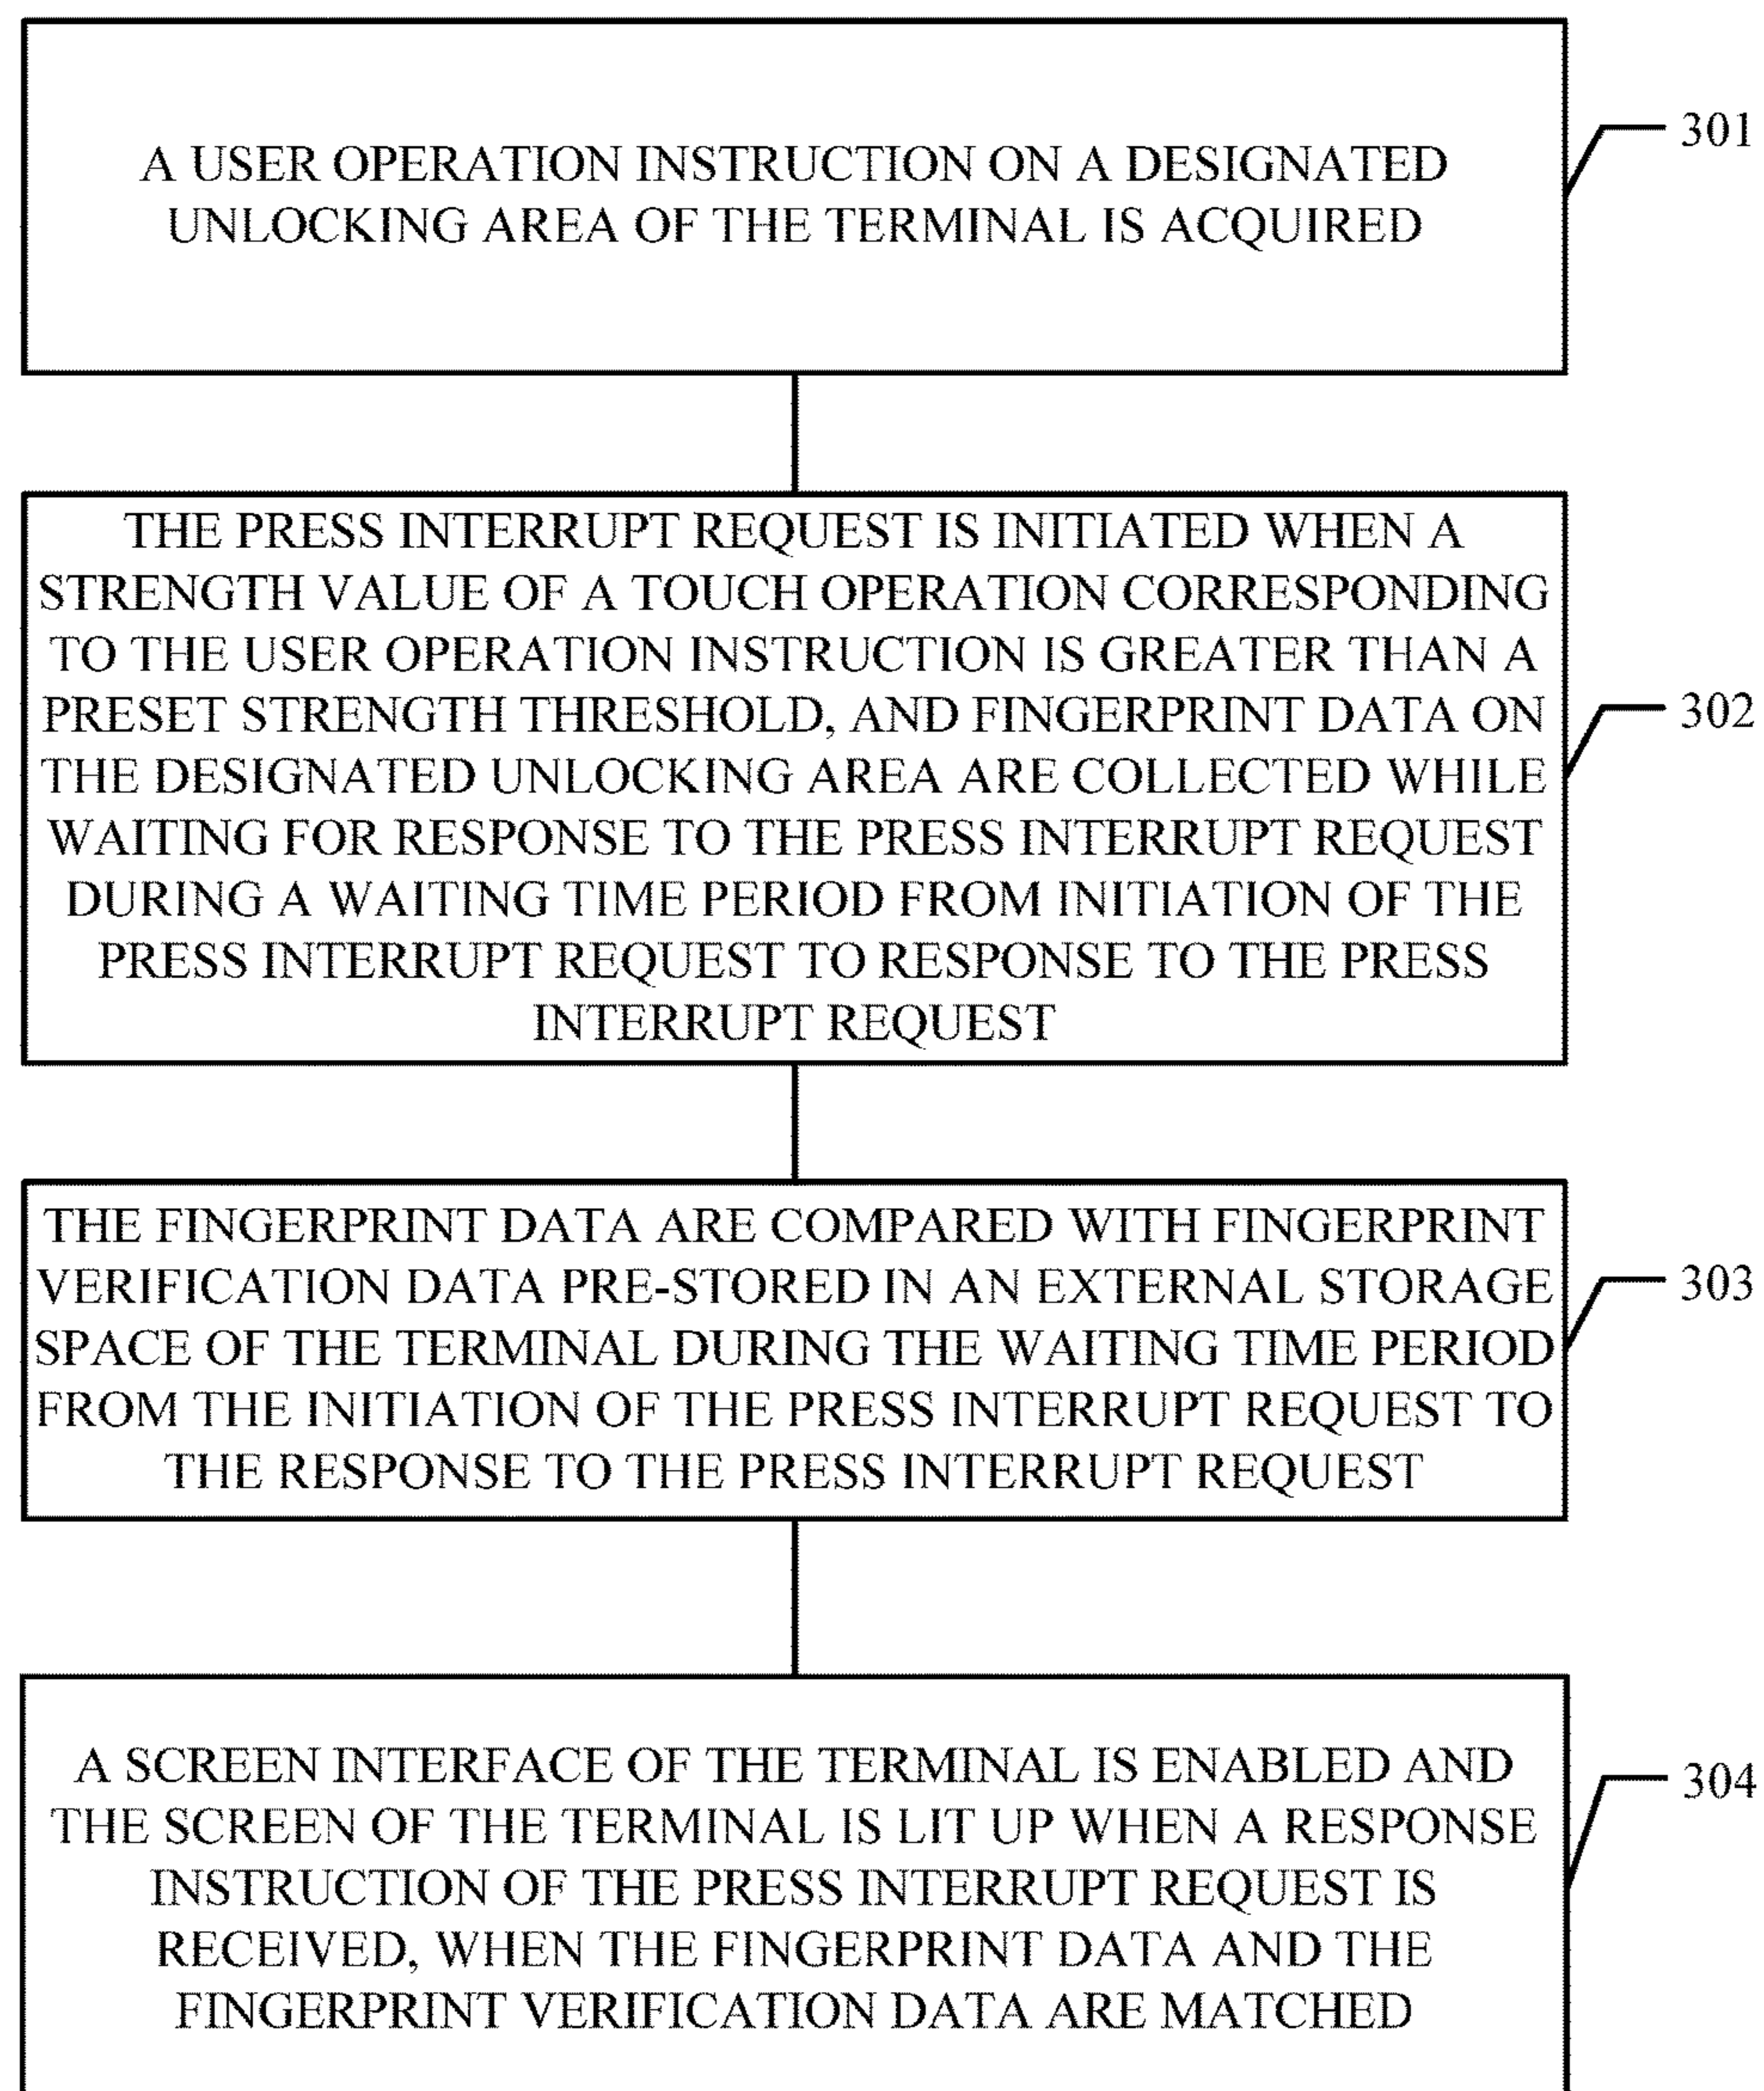 A USER OPERATION INSTRUCTION ON A DESIGNATED
UNLOCKING AREA OF THE TERMINAL IS ACQUIRED
301
THE PRESS INTERRUPT REQUEST IS INITIATED WHEN A
STRENGTH VALUE OF A TOUCH OPERATION CORRESPONDING
TO THE USER OPERATION INSTRUCTION IS GREATER THAN A
PRESET STRENGTH THRESHOLD, AND FINGERPRINT DATA ON
THE DESIGNATED UNLOCKING AREA ARE COLLECTED WHILE
WAITING FOR RESPONSE TO THE PRESS INTERRUPT REQUEST
DURING A WAITING TIME PERIOD FROM INITIATION OF THE
PRESS INTERRUPT REQUEST TO RESPONSE TO THE PRESS
INTERRUPT REQUEST
302
THE FINGERPRINT DATA ARE COMPARED WITH FINGERPRINT
VERIFICATION DATA PRE-STORED IN AN EXTERNAL STORAGE
SPACE OF THE TERMINAL DURING THE WAITING TIME PERIOD
FROM THE INITIATION OF THE PRESS INTERRUPT REQUEST TO
THE RESPONSE TO THE PRESS INTERRUPT REQUEST
303
A SCREEN INTERFACE OF THE TERMINAL IS ENABLED AND
THE SCREEN OF THE TERMINAL IS LIT UP WHEN A RESPONSE
INSTRUCTION OF THE PRESS INTERRUPT REQUEST IS
RECEIVED, WHEN THE FINGERPRINT DATA AND THE
FINGERPRINT VERIFICATION DATA ARE MATCHED
304